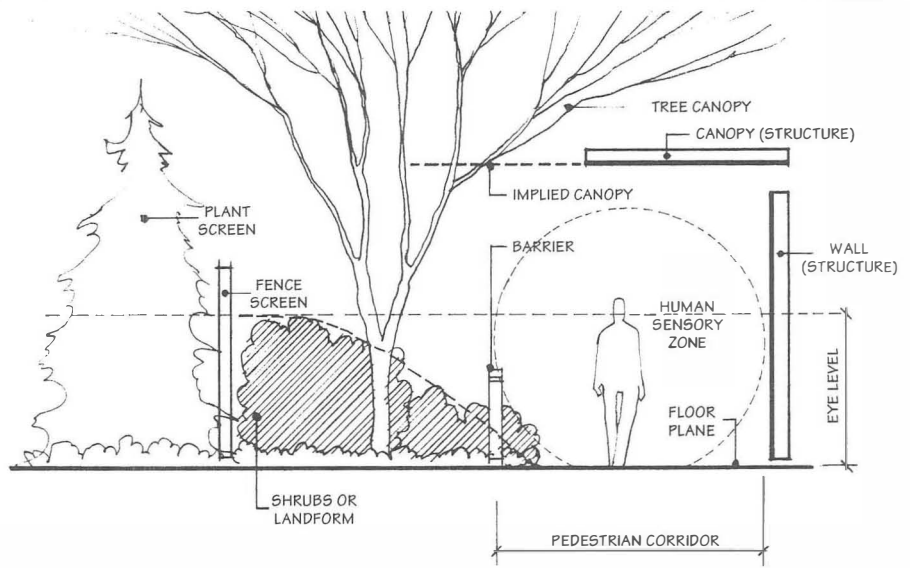 TREE CANOPY
CANOPY (STRUCTURE)
IMPLIED CANOPY
PLANT
SCREEN
BARRIER
WALL
(STRUCTURE)
FENCE
SCREEN
HUMAN
SENSORY
ZONE
EYE LEVEL
FLOOR
PLANE
SHRUBS OR
LANDFORM
PEDESTRIAN CORRIDOR